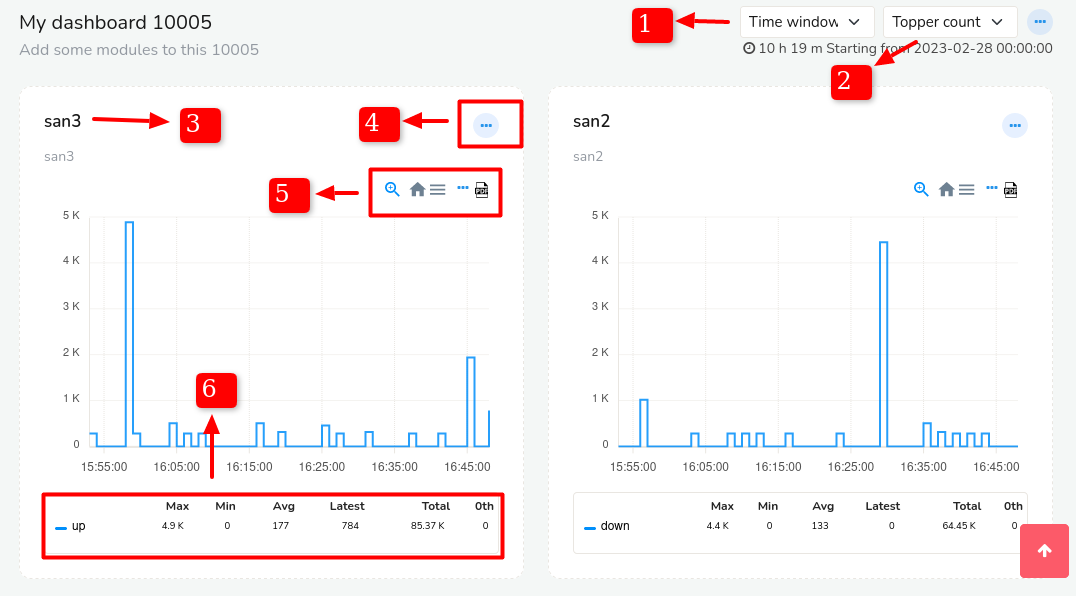 My dashboard 10005
Add some modules to this 10005
1
Time window
Topper count
10 h 19 m Starting from 2023-02-28 00:00:00
2
san3
3
4
san3
5
PDF
5 K
4 K
3 K
2 K
1 K
0
6
15:55:00 16:05:00 16:15:00 16:25:00 16:35:00 16:45:00
Max Min Avg Latest Total 0th
up 4.9 K 0 177 784 85.37 K 0
san2
san2
PDF
5 K
4 K
3 K
2 K
1 K
0
15:55:00 16:05:00 16:15:00 16:25:00 16:35:00 16:45:00
Max Min Avg Latest Total 0th
down 4.4 K 0 133 0 64.45 K 0